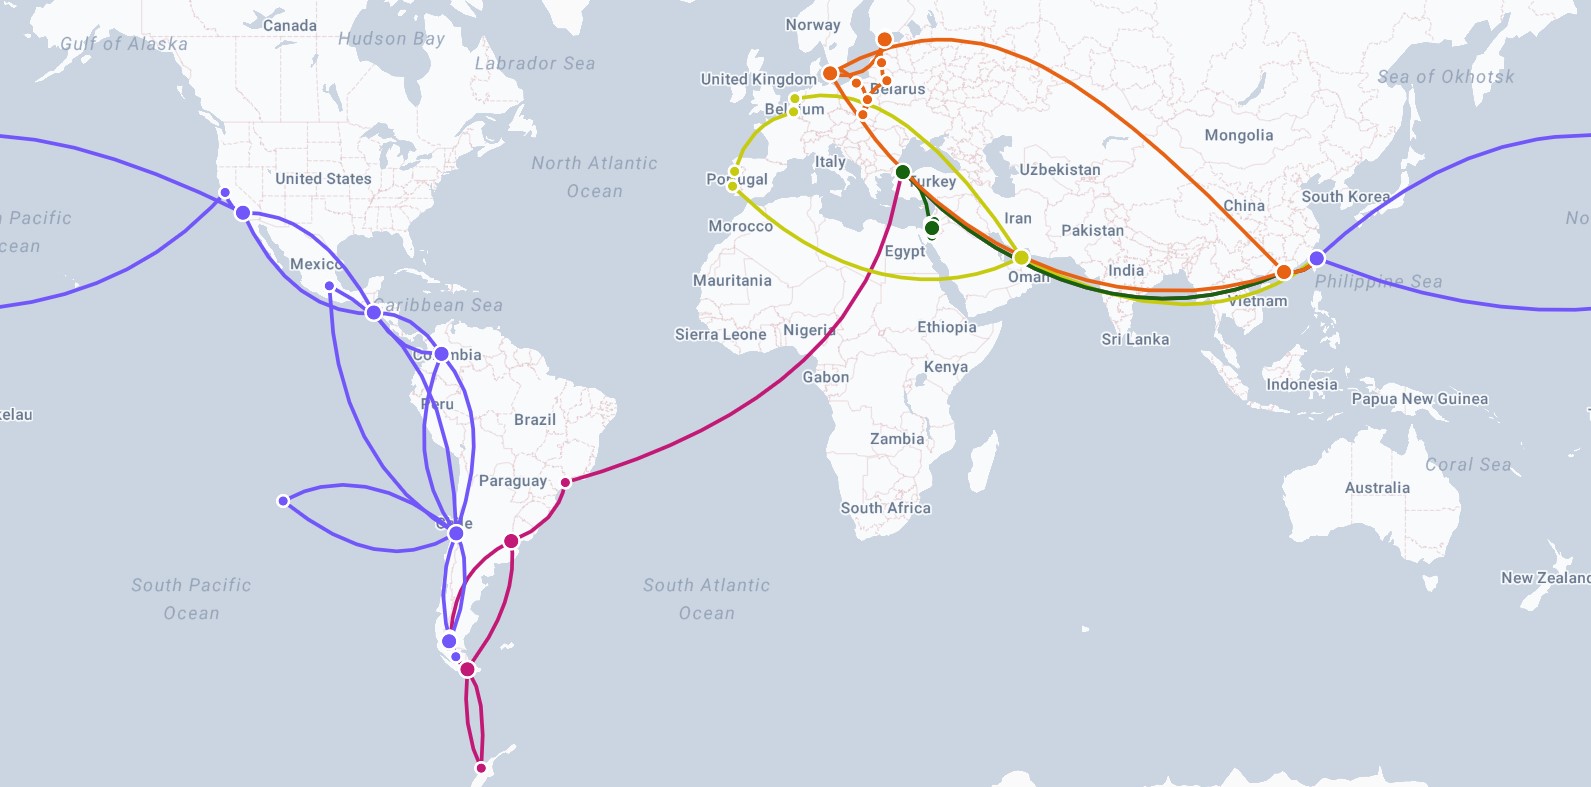 Canada
Norway
Gulf of Alaska
Hudson Bay
Labrador Sea
United Kingdom
Belarus
Sea of Okhotsk
Belgium
Mongolia
North Atlantic
Ocean
Italy
Uzbekistan
United States
Portugal
Turkey
China
South Korea
n Pacific
cean
No
Morocco
Iran
Pakistan
Egypt
Mexico
Mauritania
Oman
India
Philippine Sea
Caribbean Sea
Vietnam
Sierra Leone
Nigeria
Ethiopia
Sri Lanka
Colombia
Kenya
Gabon
Indonesia
Papua New Guinea
Peru
kelau
Brazil
Zambia
Coral Sea
Paraguay
Australia
South Africa
Chile
South Pacific
Ocean
South Atlantic
Ocean
New Zealand